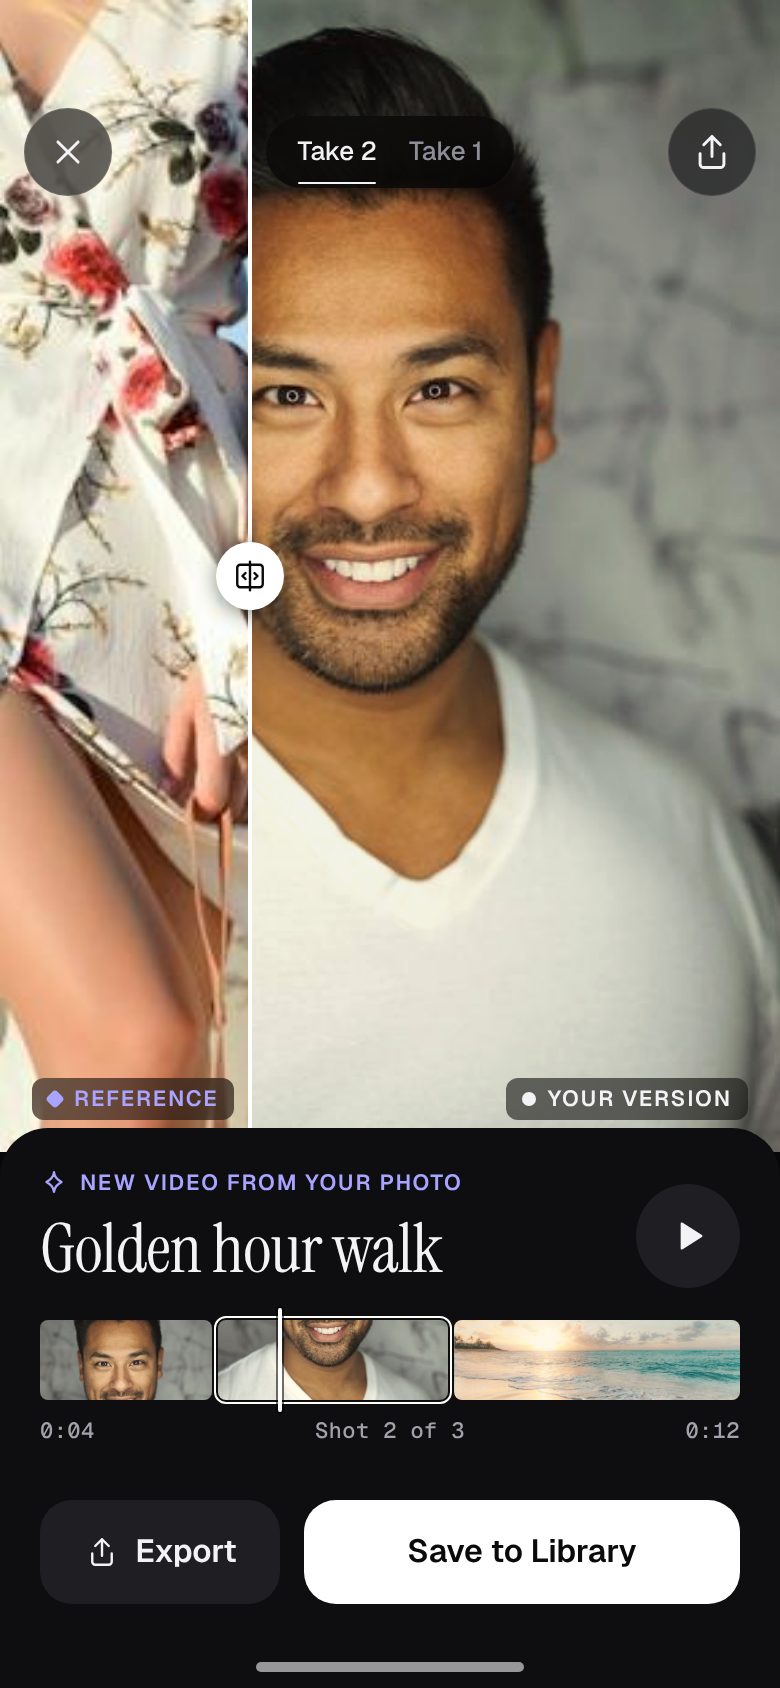 Take 2 Take 1
REFERENCE
YOUR VERSION
NEW VIDEO FROM YOUR PHOTO
Golden hour walk
0:04 Shot 2 of 3 0:12
Export
Save to Library